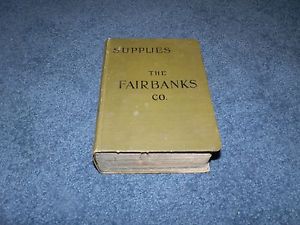 SUPPLIES
THE
FAIRBANKS
CO.